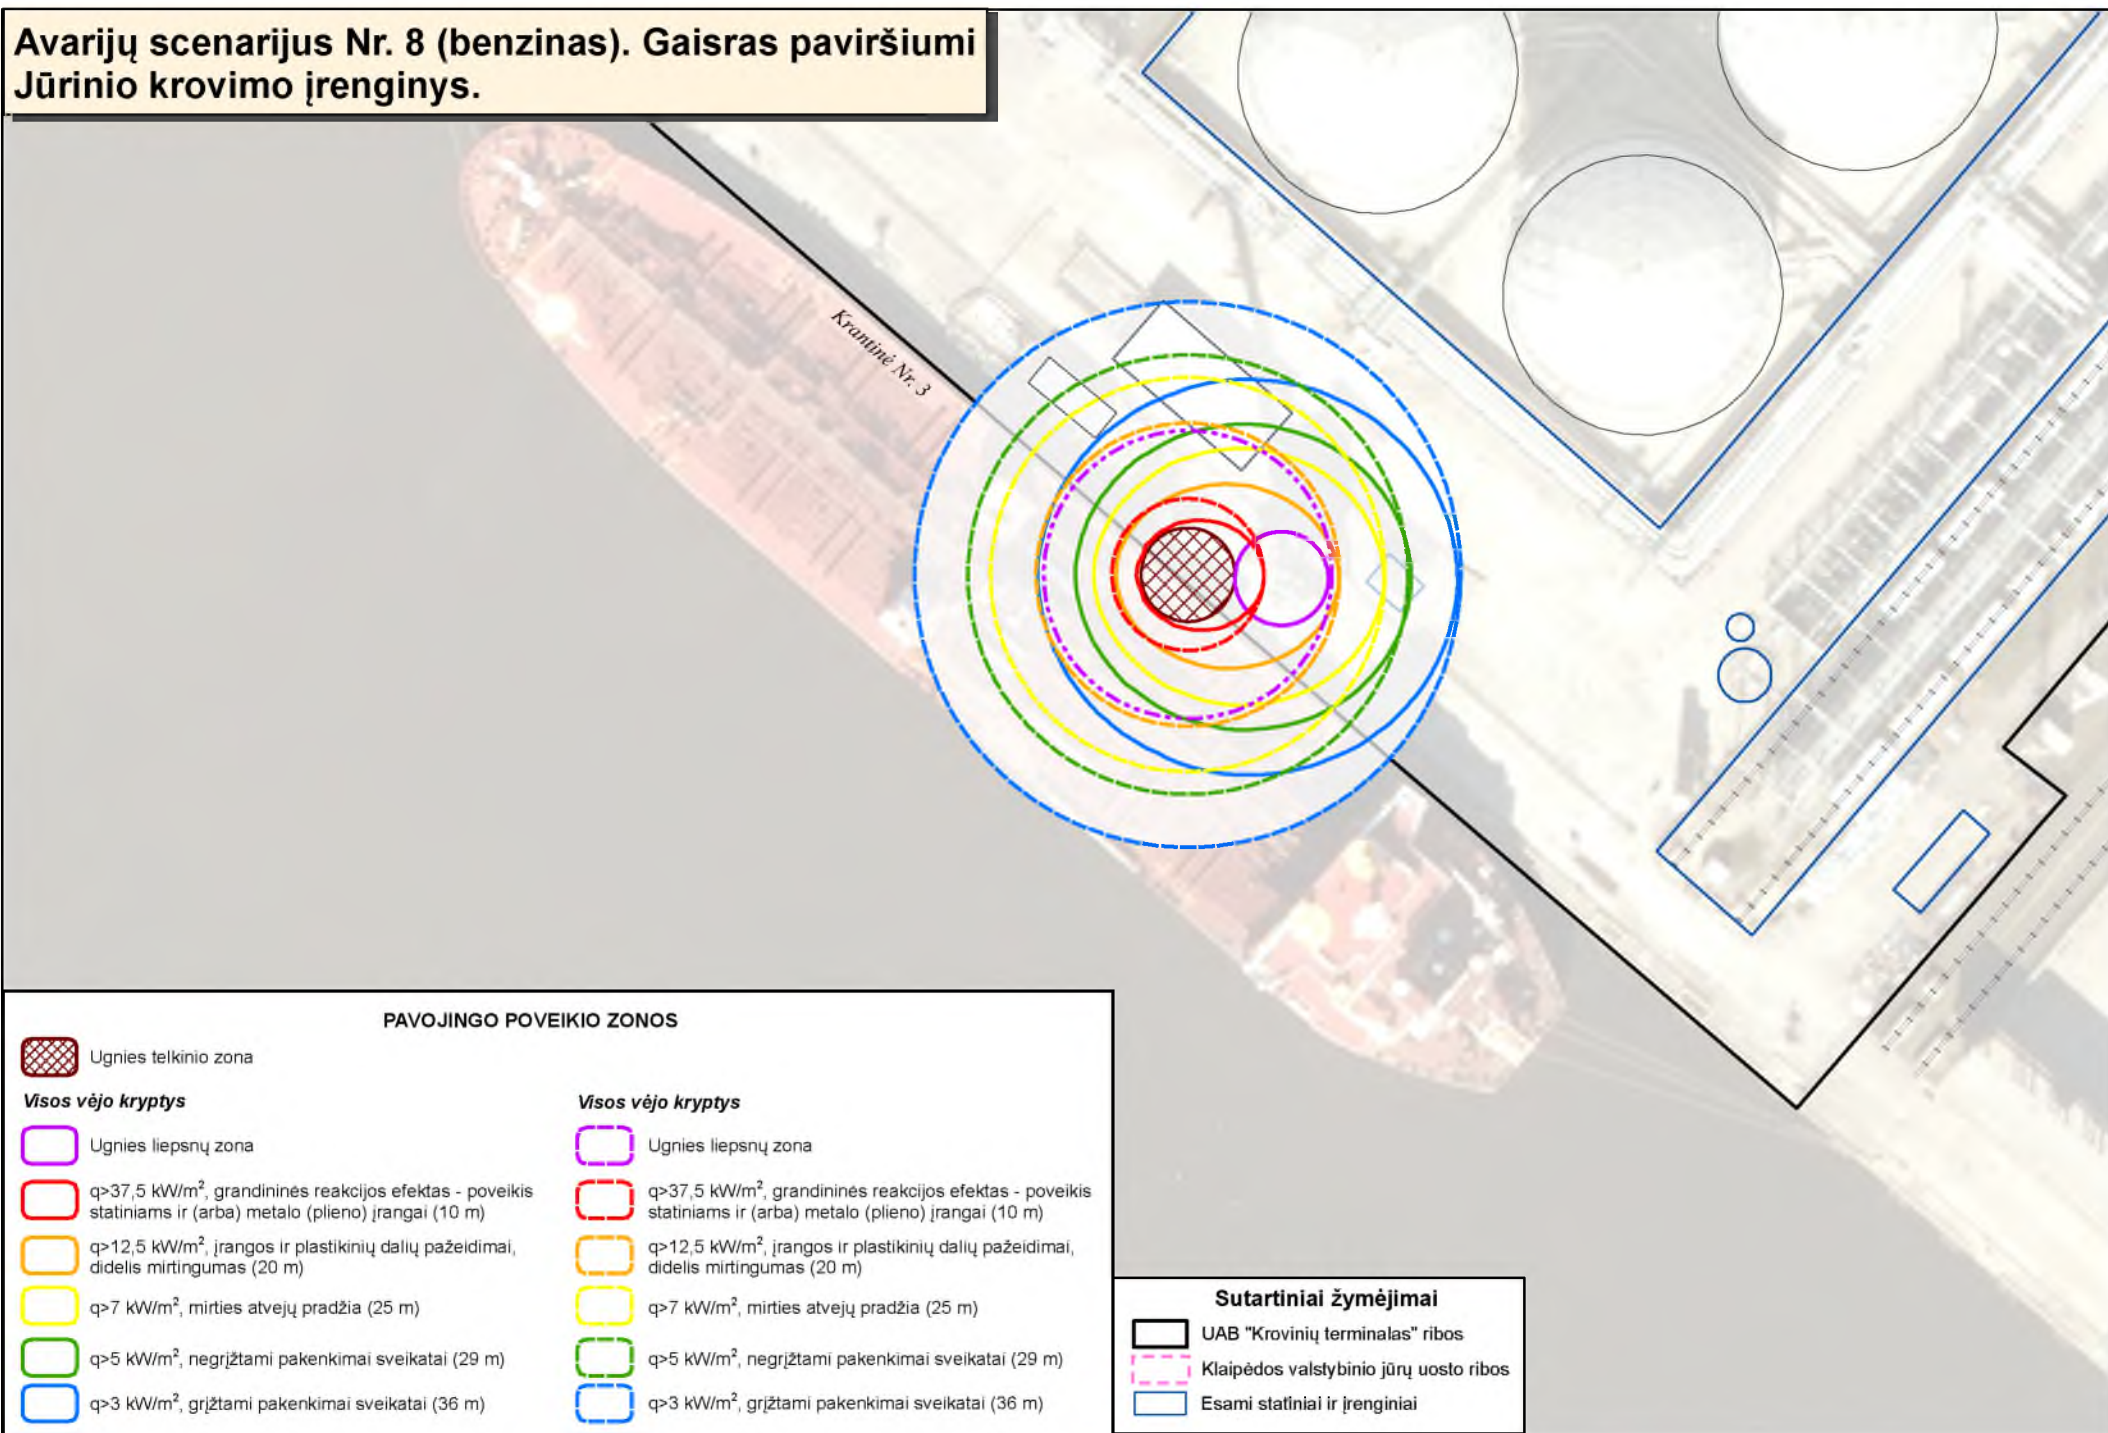 Avarijų scenarijus Nr. 8 (benzinas). Gaisras paviršiumi
Jūrinio krovimo įrenginys.
Krantinė Nr. 3
PAVOJINGO POVEIKIO ZONOS
Ugnies telkinio zona
Visos vėjo kryptys
Ugnies liepsnų zona
q>37,5 kW/m², grandininės reakcijos efektas - poveikis
statiniams ir (arba) metalo (plieno) įrangai (10 m)
q>12,5 kW/m², įrangos ir plastikinių dalių pažeidimai,
didelis mirtingumas (20 m)
q>7 kW/m², mirties atvejų pradžia (25 m)
q>5 kW/m², negrįžtami pakenkimai sveikatai (29 m)
q>3 kW/m², grįžtami pakenkimai sveikatai (36 m)
Visos vėjo kryptys
Ugnies liepsnų zona
q>37,5 kW/m², grandininės reakcijos efektas - poveikis
statiniams ir (arba) metalo (plieno) įrangai (10 m)
q>12,5 kW/m², įrangos ir plastikinių dalių pažeidimai,
didelis mirtingumas (20 m)
q>7 kW/m², mirties atvejų pradžia (25 m)
q>5 kW/m², negrįžtami pakenkimai sveikatai (29 m)
q>3 kW/m², grįžtami pakenkimai sveikatai (36 m)
Sutartiniai žymėjimai
UAB "Krovinių terminalas" ribos
Klaipėdos valstybinio jūrų uosto ribos
Esami statiniai ir įrenginiai